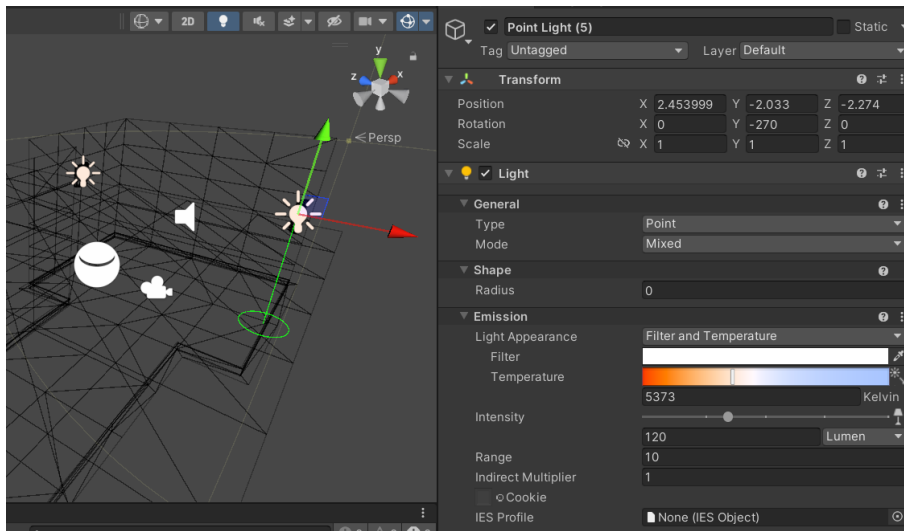 2D
y
z
x
Persp
Point Light (5)
Static
Tag Untagged
Layer Default
Transform
Position X 2.453999 Y -2.033 Z -2.274
Rotation X 0 Y -270 Z 0
Scale X 1 Y 1 Z 1
Light
General
Type Point
Mode Mixed
Shape
Radius 0
Emission
Light Appearance Filter and Temperature
Filter
Temperature
5373 Kelvin
Intensity
120 Lumen
Range 10
Indirect Multiplier 1
Cookie
IES Profile None (IES Object)